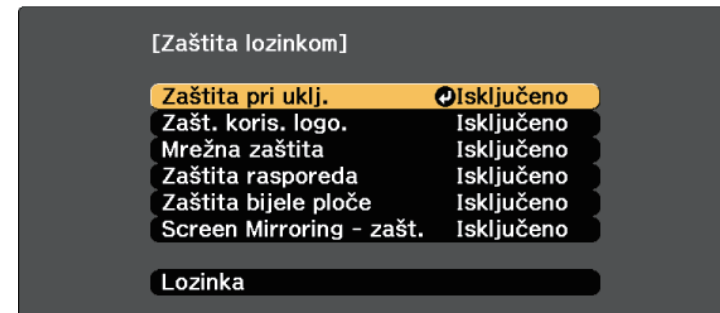 [Zaštita lozinkom]
Zaštita pri uklj. Isključeno
Zašt. koris. logo. Isključeno
Mrežna zaštita Isključeno
Zaštita rasporeda Isključeno
Zaštita bijele ploče Isključeno
Screen Mirroring - zašt. Isključeno
Lozinka